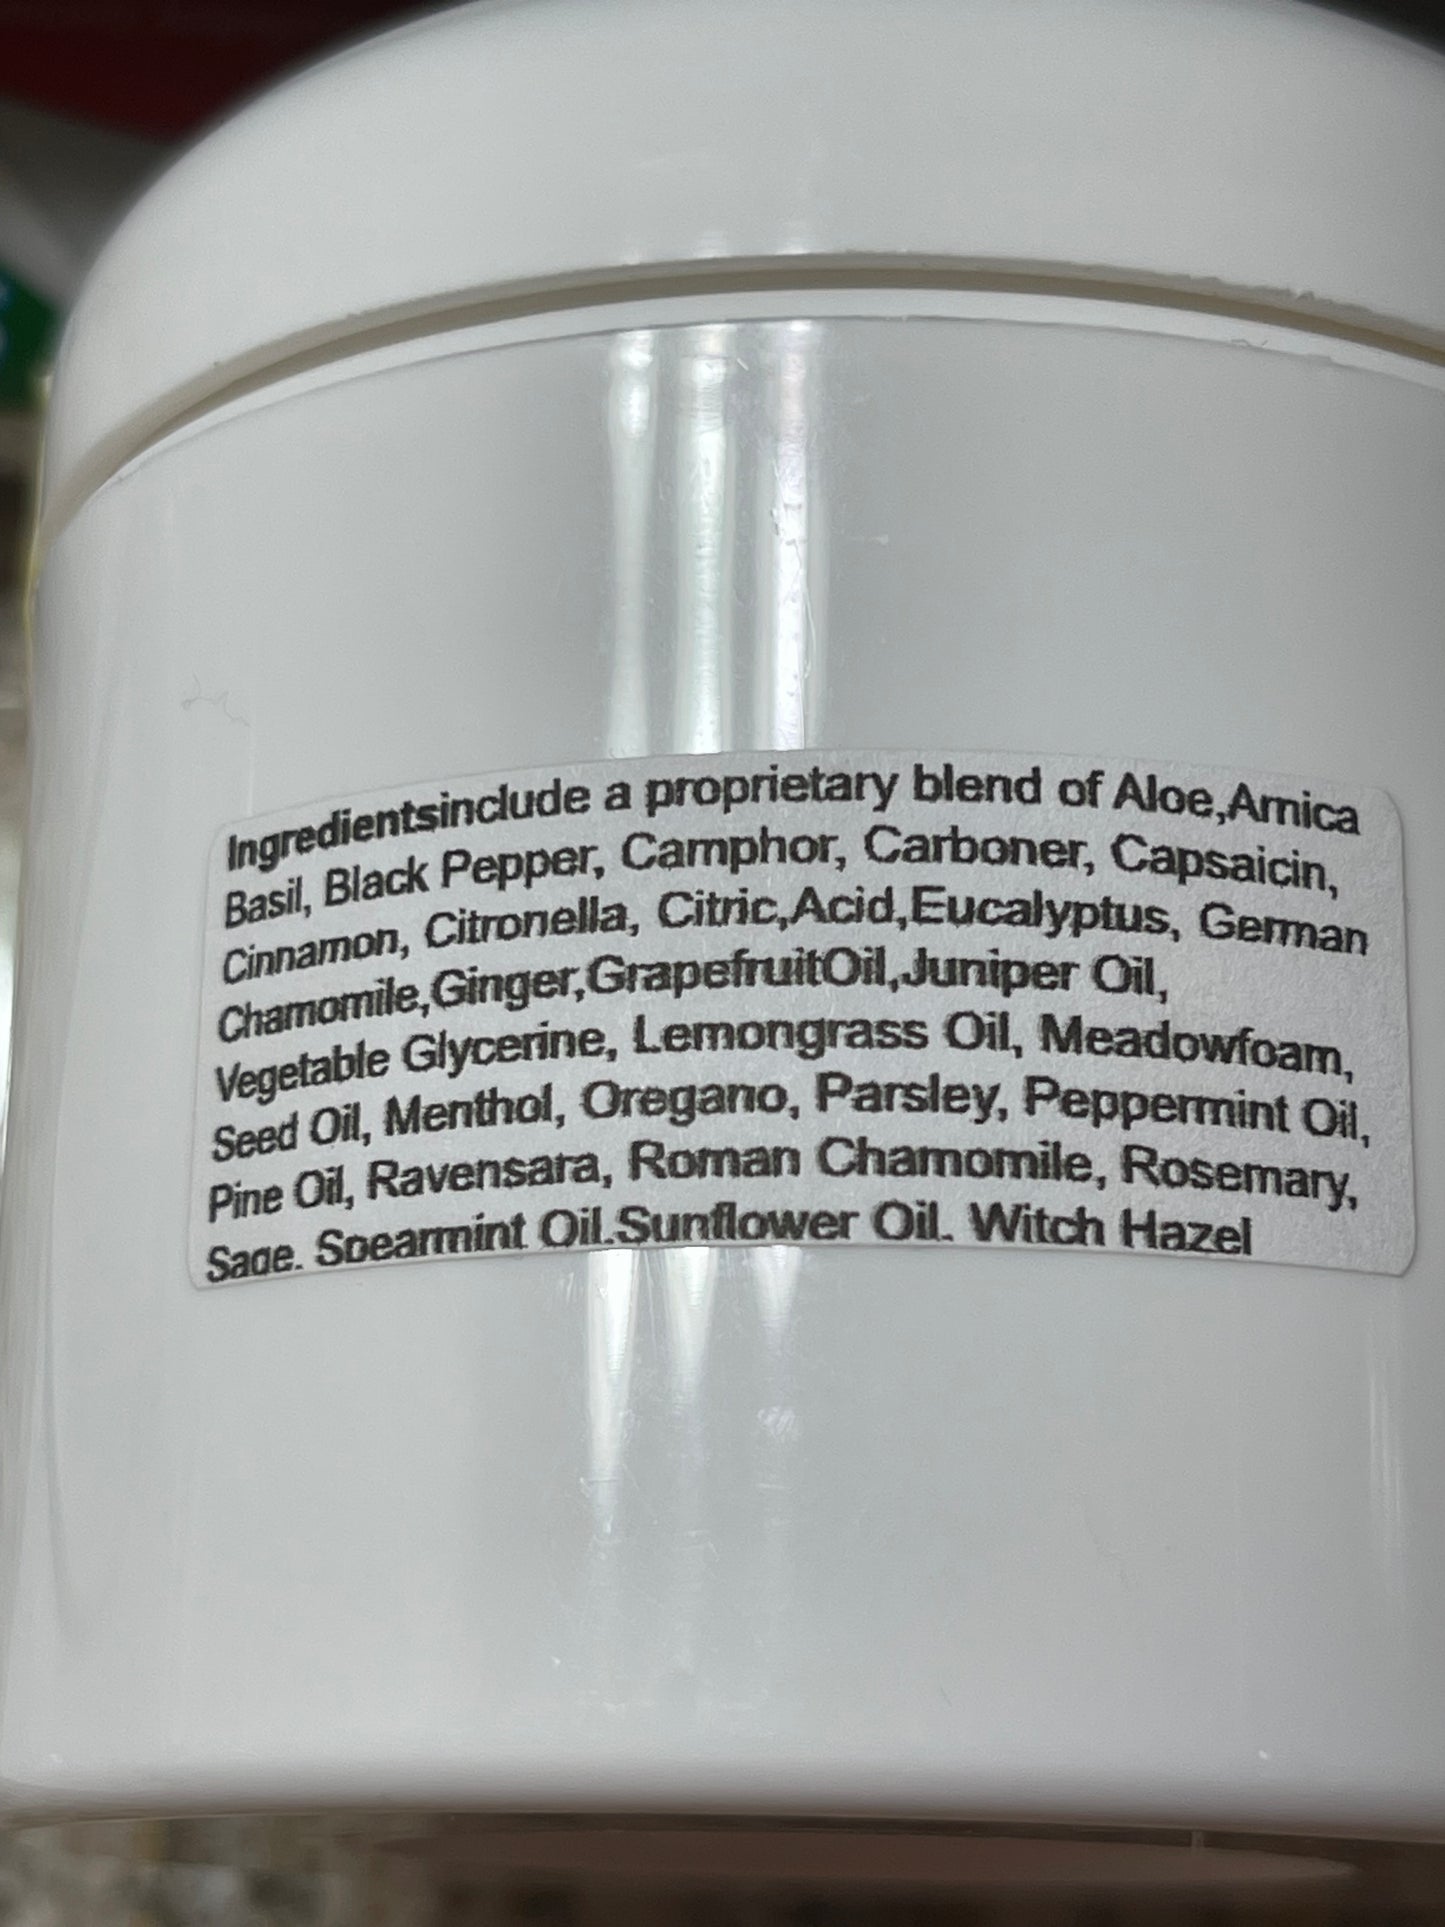 Ingredientsinclude a proprietary blend of Aloe,Arnica
Basil, Black Pepper, Camphor, Carboner, Capsaicin,
Cinnamon, Citronella, Citric,Acid,Eucalyptus, German
Chamomile,Ginger,GrapefruitOil,Juniper Oil,
Vegetable Glycerine, Lemongrass Oil, Meadowfoam,
Seed Oil, Menthol, Oregano, Parsley, Peppermint Oil,
Pine Oil, Ravensara, Roman Chamomile, Rosemary,
Sage. Spearmint Oil.Sunflower Oil. Witch Hazel